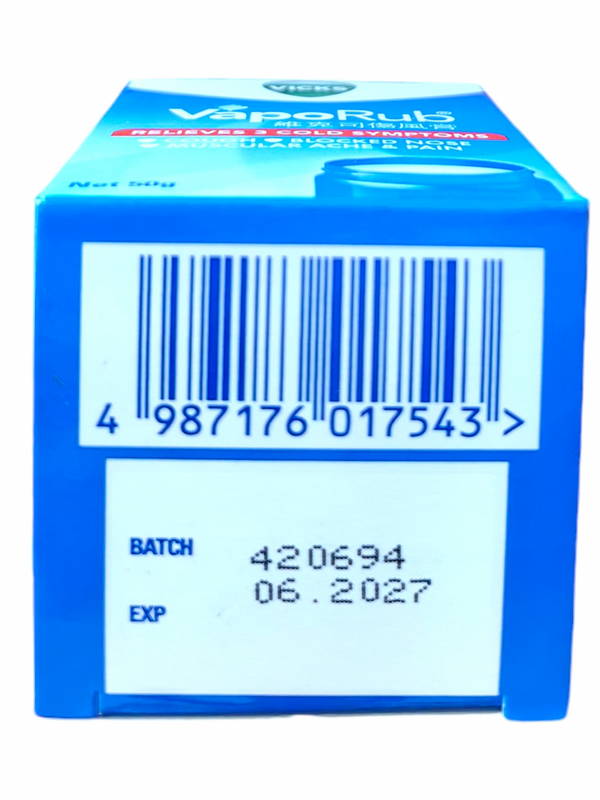 VICKS
VapoRub®
維克司傷風膏
RELIEVES 3 COLD SYMPTOMS
COUGH BLOCKED NOSE
MUSCULAR ACHE & PAIN
Net 50g
4 987176 017543 >
BATCH 420694
06.2027
EXP